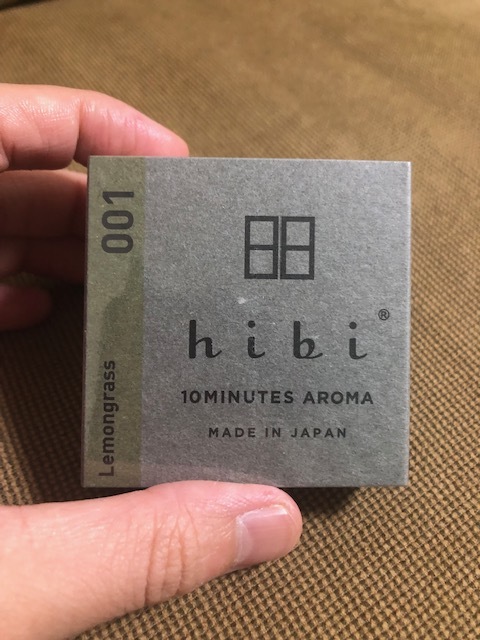 001
Lemongrass
hibi®
10MINUTES AROMA
MADE IN JAPAN